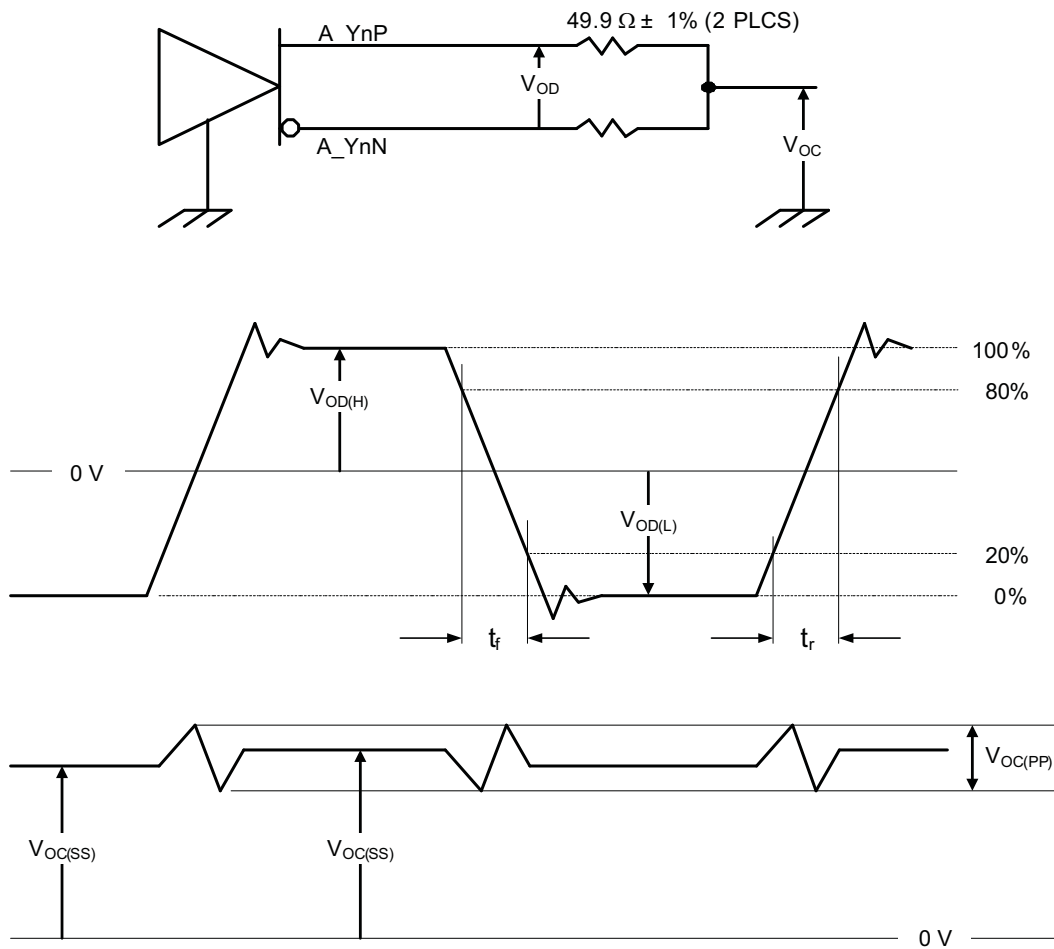 49.9 Ω ± 1% (2 PLCS)
A_YnP
V_OD
A_YnN
V_OC
100%
80%
V_OD(H)
0 V
V_OD(L)
20%
0%
t_f
t_r
V_OC(PP)
V_OC(SS)
V_OC(SS)
0 V